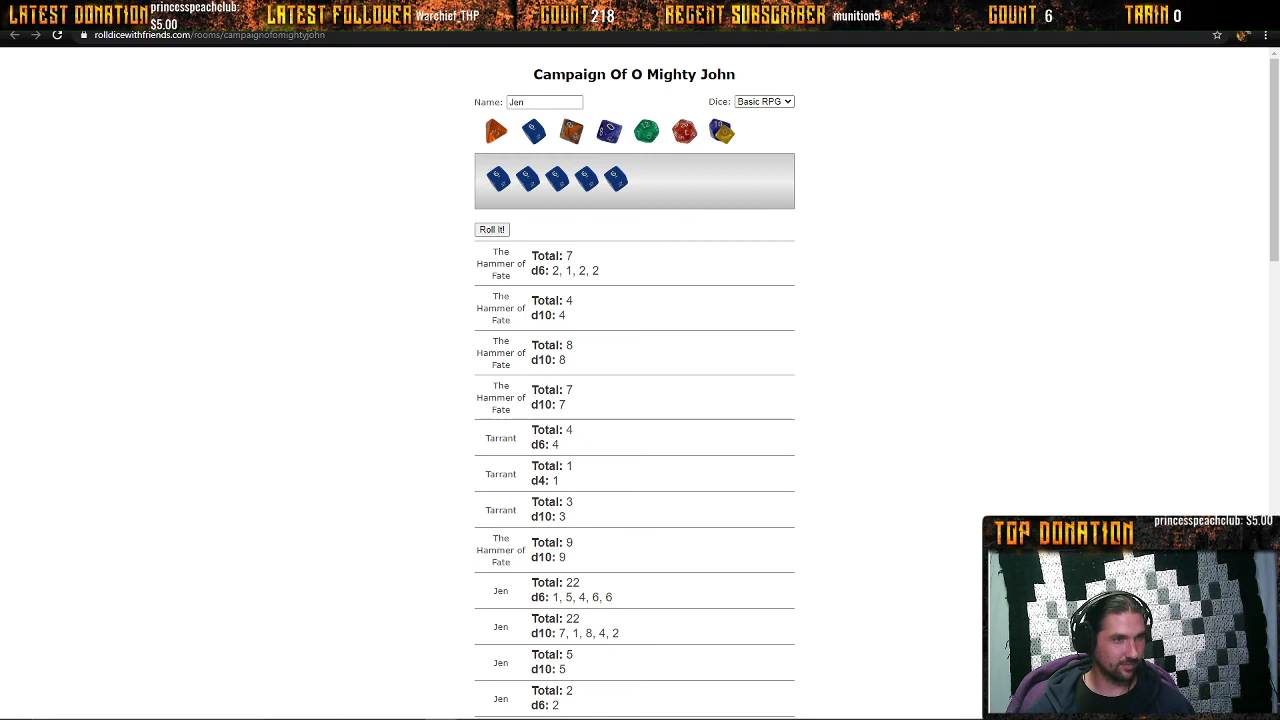 LATEST DONATION princesspeachclub: $5.00 LATEST FOLLOWER Warchief_THP COUNT 218 RECENT SUBSCRIBER munition5 COUNT 6 TRAIN 0
rolldicewithfriends.com/rooms/campaignofomightyjohn
Campaign Of O Mighty John
Name: Jen Dice: Basic RPG
Roll It!
The Hammer of Fate
Total: 7
d6: 2, 1, 2, 2
The Hammer of Fate
Total: 4
d10: 4
The Hammer of Fate
Total: 8
d10: 8
The Hammer of Fate
Total: 7
d10: 7
Tarrant
Total: 4
d6: 4
Tarrant
Total: 1
d4: 1
Tarrant
Total: 3
d10: 3
The Hammer of Fate
Total: 9
d10: 9
Jen
Total: 22
d6: 1, 5, 4, 6, 6
Jen
Total: 22
d10: 7, 1, 8, 4, 2
Jen
Total: 5
d10: 5
Jen
Total: 2
d6: 2
TOP DONATION princesspeachclub: $5.00